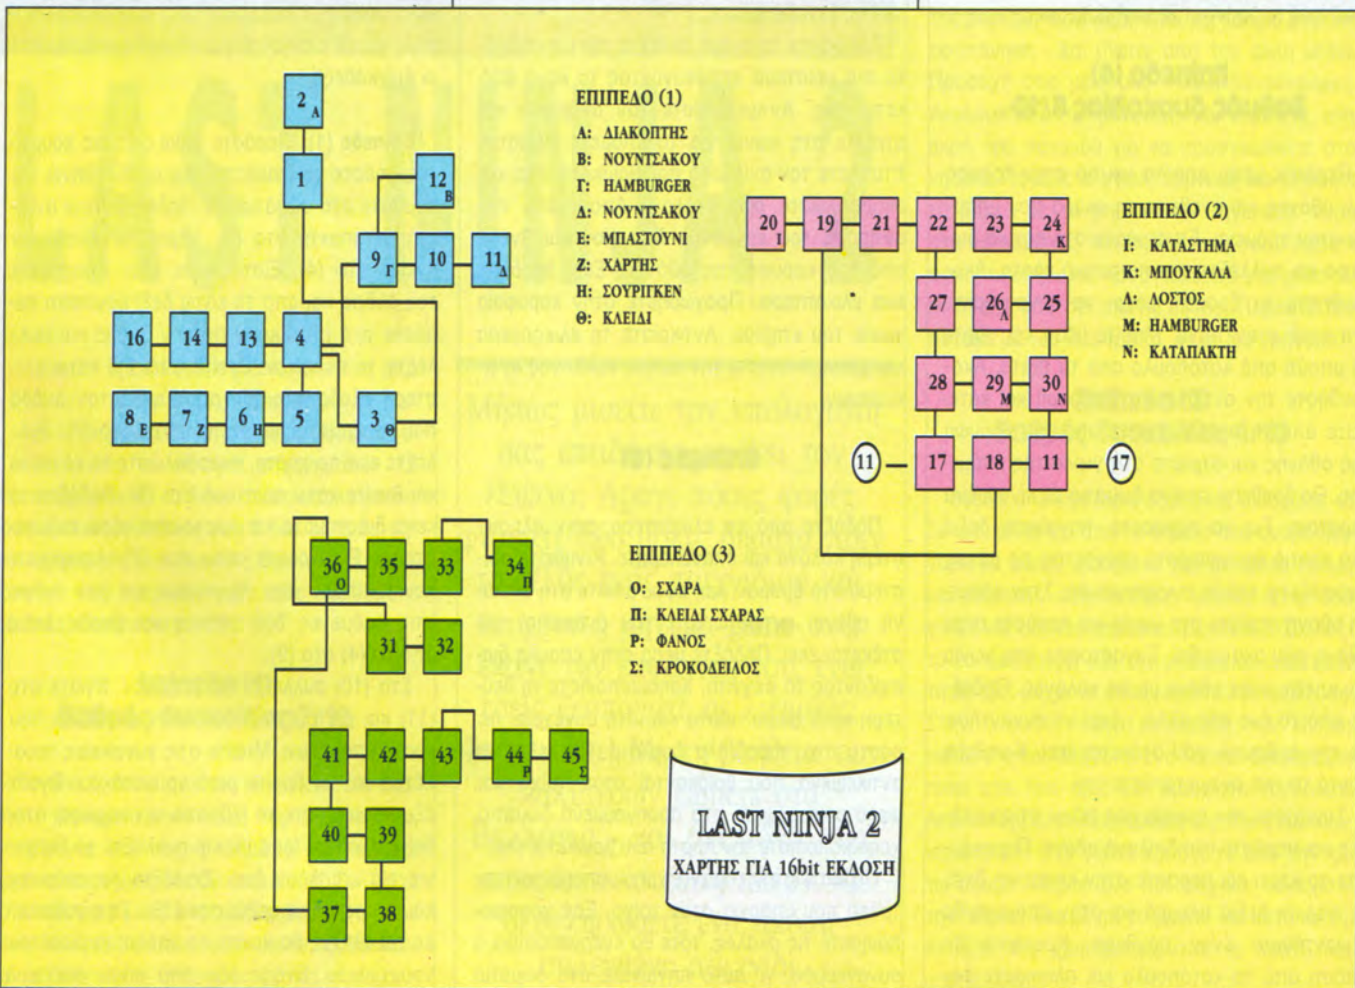 2 Α
ΕΠΙΠΕΔΟ (1)
Α: ΔΙΑΚΟΠΤΗΣ
Β: ΝΟΥΝΤΣΑΚΟΥ
Γ: HAMBURGER
Δ: ΝΟΥΝΤΣΑΚΟΥ
Ε: ΜΠΑΣΤΟΥΝΙ
Ζ: ΧΑΡΤΗΣ
Η: ΣΟΥΡΙΓΚΕΝ
Θ: ΚΛΕΙΔΙ
1 12 Β
9 Γ 10 11 Δ
16 14 13 4
8 Ε 7 Ζ 6 Η 5 3 Θ
20 Ι 19 21 22 23 24 Κ
27 26 Λ 25
28 29 Μ 30 Ν
11 17 18 11 17
ΕΠΙΠΕΔΟ (2)
Ι: ΚΑΤΑΣΤΗΜΑ
Κ: ΜΠΟΥΚΑΛΑ
Λ: ΛΟΣΤΟΣ
Μ: HAMBURGER
Ν: ΚΑΤΑΠΑΚΤΗ
36 Ο 35 33 34 Π
31 32
ΕΠΙΠΕΔΟ (3)
Ο: ΣΧΑΡΑ
Π: ΚΛΕΙΔΙ ΣΧΑΡΑΣ
Ρ: ΦΑΝΟΣ
Σ: ΚΡΟΚΟΔΕΙΛΟΣ
41 42 43 44 Ρ 45 Σ
40 39
37 38
LAST NINJA 2
ΧΑΡΤΗΣ ΓΙΑ 16bit ΕΚΔΟΣΗ